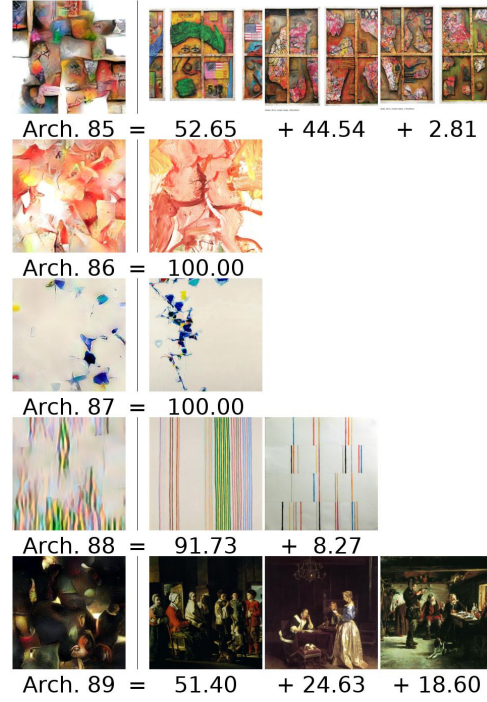 Arch. 85 = 52.65 + 44.54 + 2.81
Arch. 86 = 100.00
Arch. 87 = 100.00
Arch. 88 = 91.73 + 8.27
Arch. 89 = 51.40 + 24.63 + 18.60